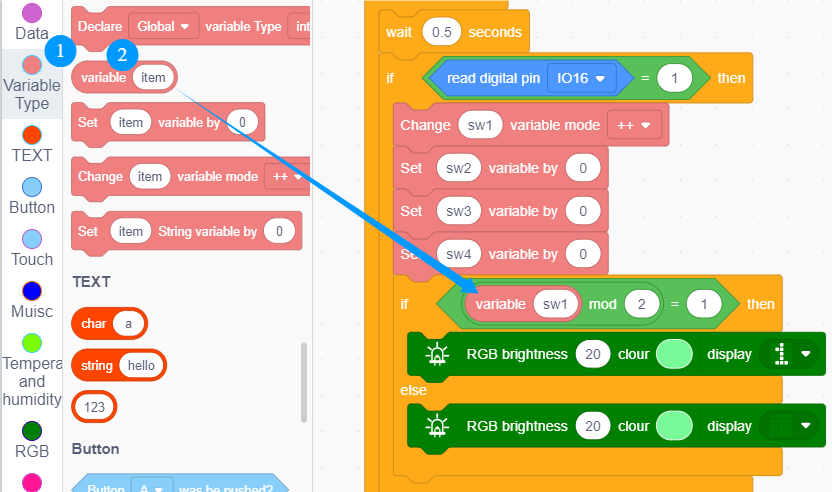 Data
Variable
Type
TEXT
Button
Touch
Muisc
Tempera
and
humidity
RGB
1
2
Declare Global variable Type int
variable item
Set item variable by 0
Change item variable mode ++
Set item String variable by 0
TEXT
char a
string hello
123
Button
Button A was be pushed?
wait 0.5 seconds
if read digital pin IO16 = 1 then
Change sw1 variable mode ++
Set sw2 variable by 0
Set sw3 variable by 0
Set sw4 variable by 0
if variable sw1 mod 2 = 1 then
RGB brightness 20 clour display 1
else
RGB brightness 20 clour display